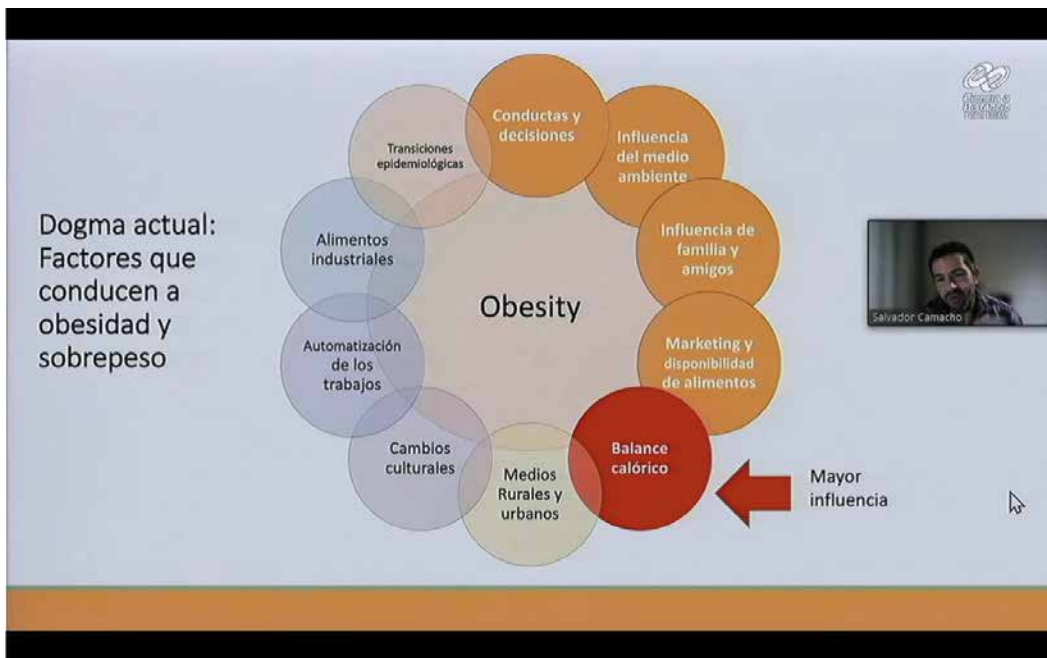 Dogma actual:
Factores que
conducen a
obesidad y
sobrepeso
Conductas y
decisiones
Influencia
del medio
ambiente
Influencia de
familia y
amigos
Marketing y
disponibilidad
de alimentos
Balance
calórico
Medios
Rurales y
urbanos
Cambios
culturales
Automatización
de los
trabajos
Alimentos
industriales
Transiciones
epidemiológicas
Obesity
Mayor
influencia
Salvador Camacho